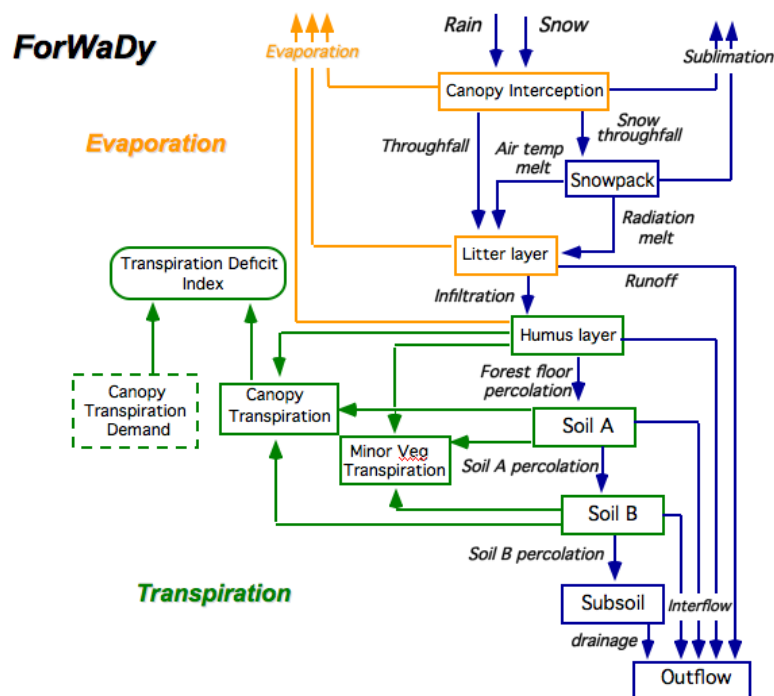 ForWaDy
Evaporation
Rain
Snow
Sublimation
Canopy Interception
Evaporation
Throughfall
Snow
throughfall
Air temp
melt
Snowpack
Radiation
melt
Litter layer
Transpiration Deficit
Index
Infiltration
Runoff
Humus layer
Forest floor
percolation
Canopy
Transpiration
Demand
Canopy
Transpiration
Soil A
Minor Veg
Transpiration
Soil A percolation
Soil B
Soil B percolation
Transpiration
Subsoil
Interflow
drainage
Outflow